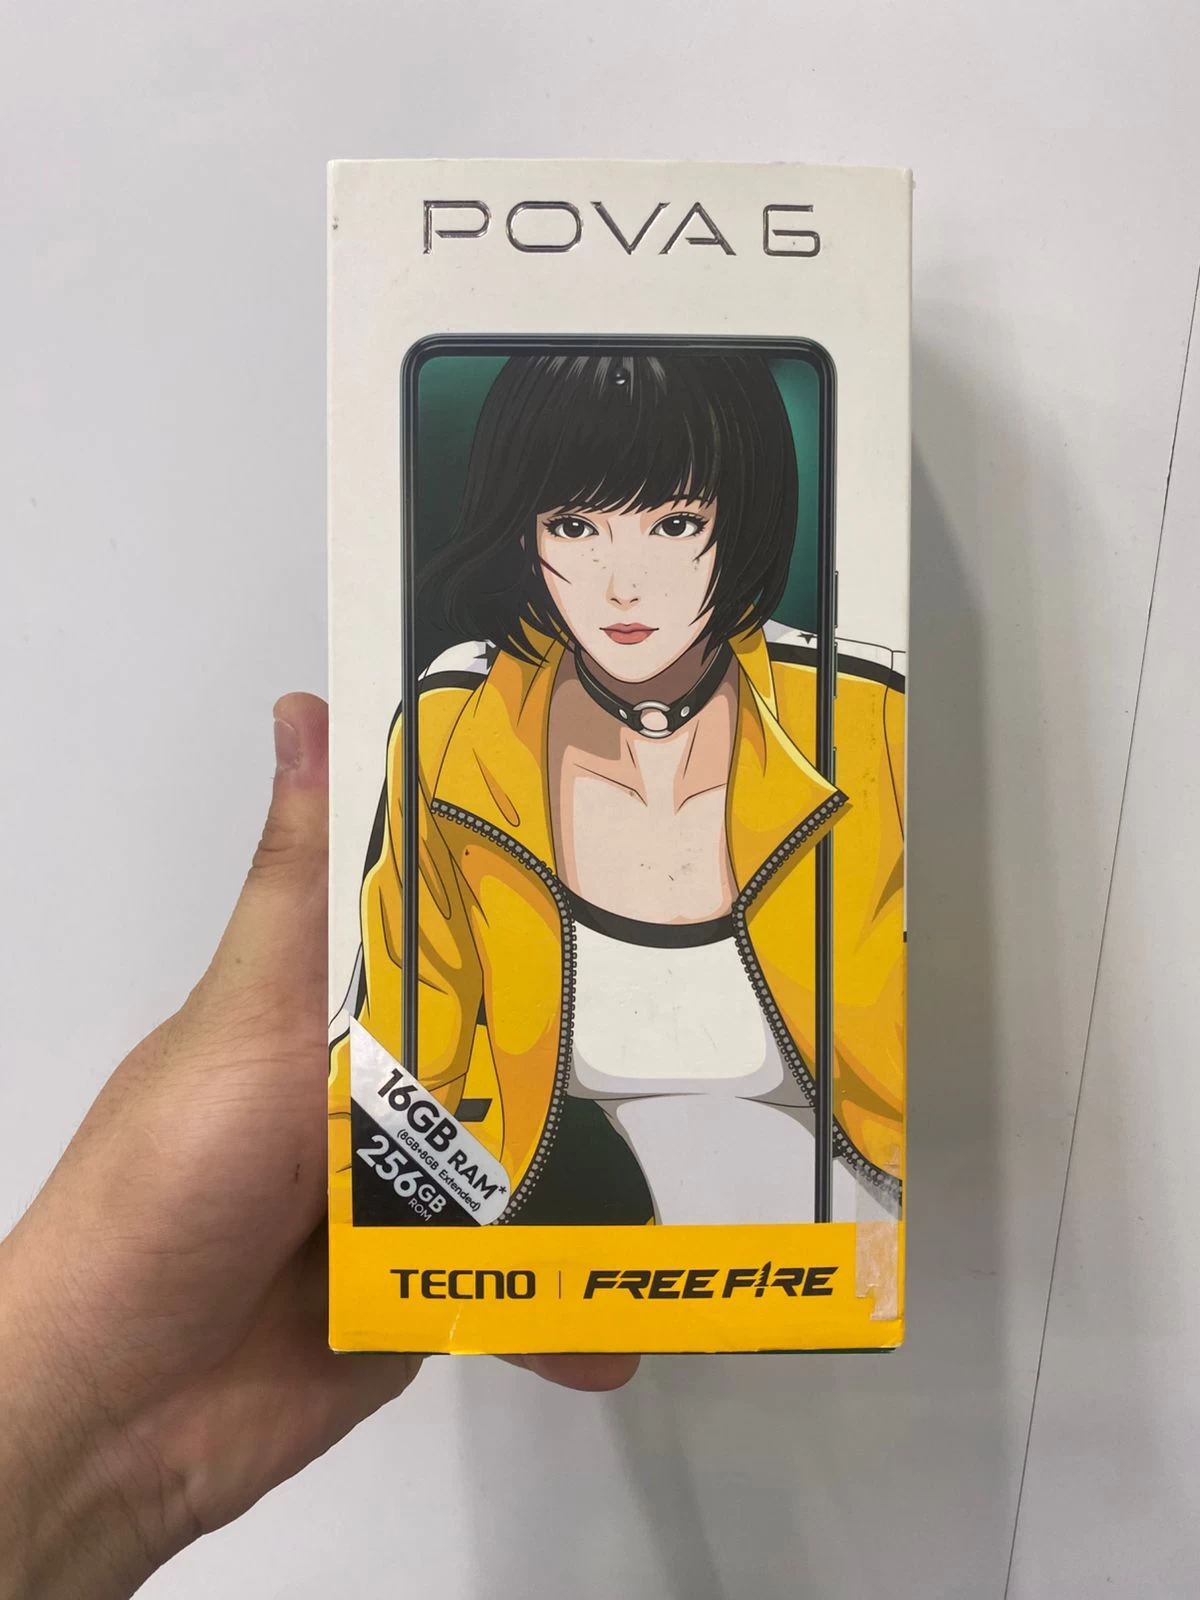 POVA 6
16GB RAM*
(8GB+8GB Extended)
256GB
ROM
TECNO | FREE FIRE